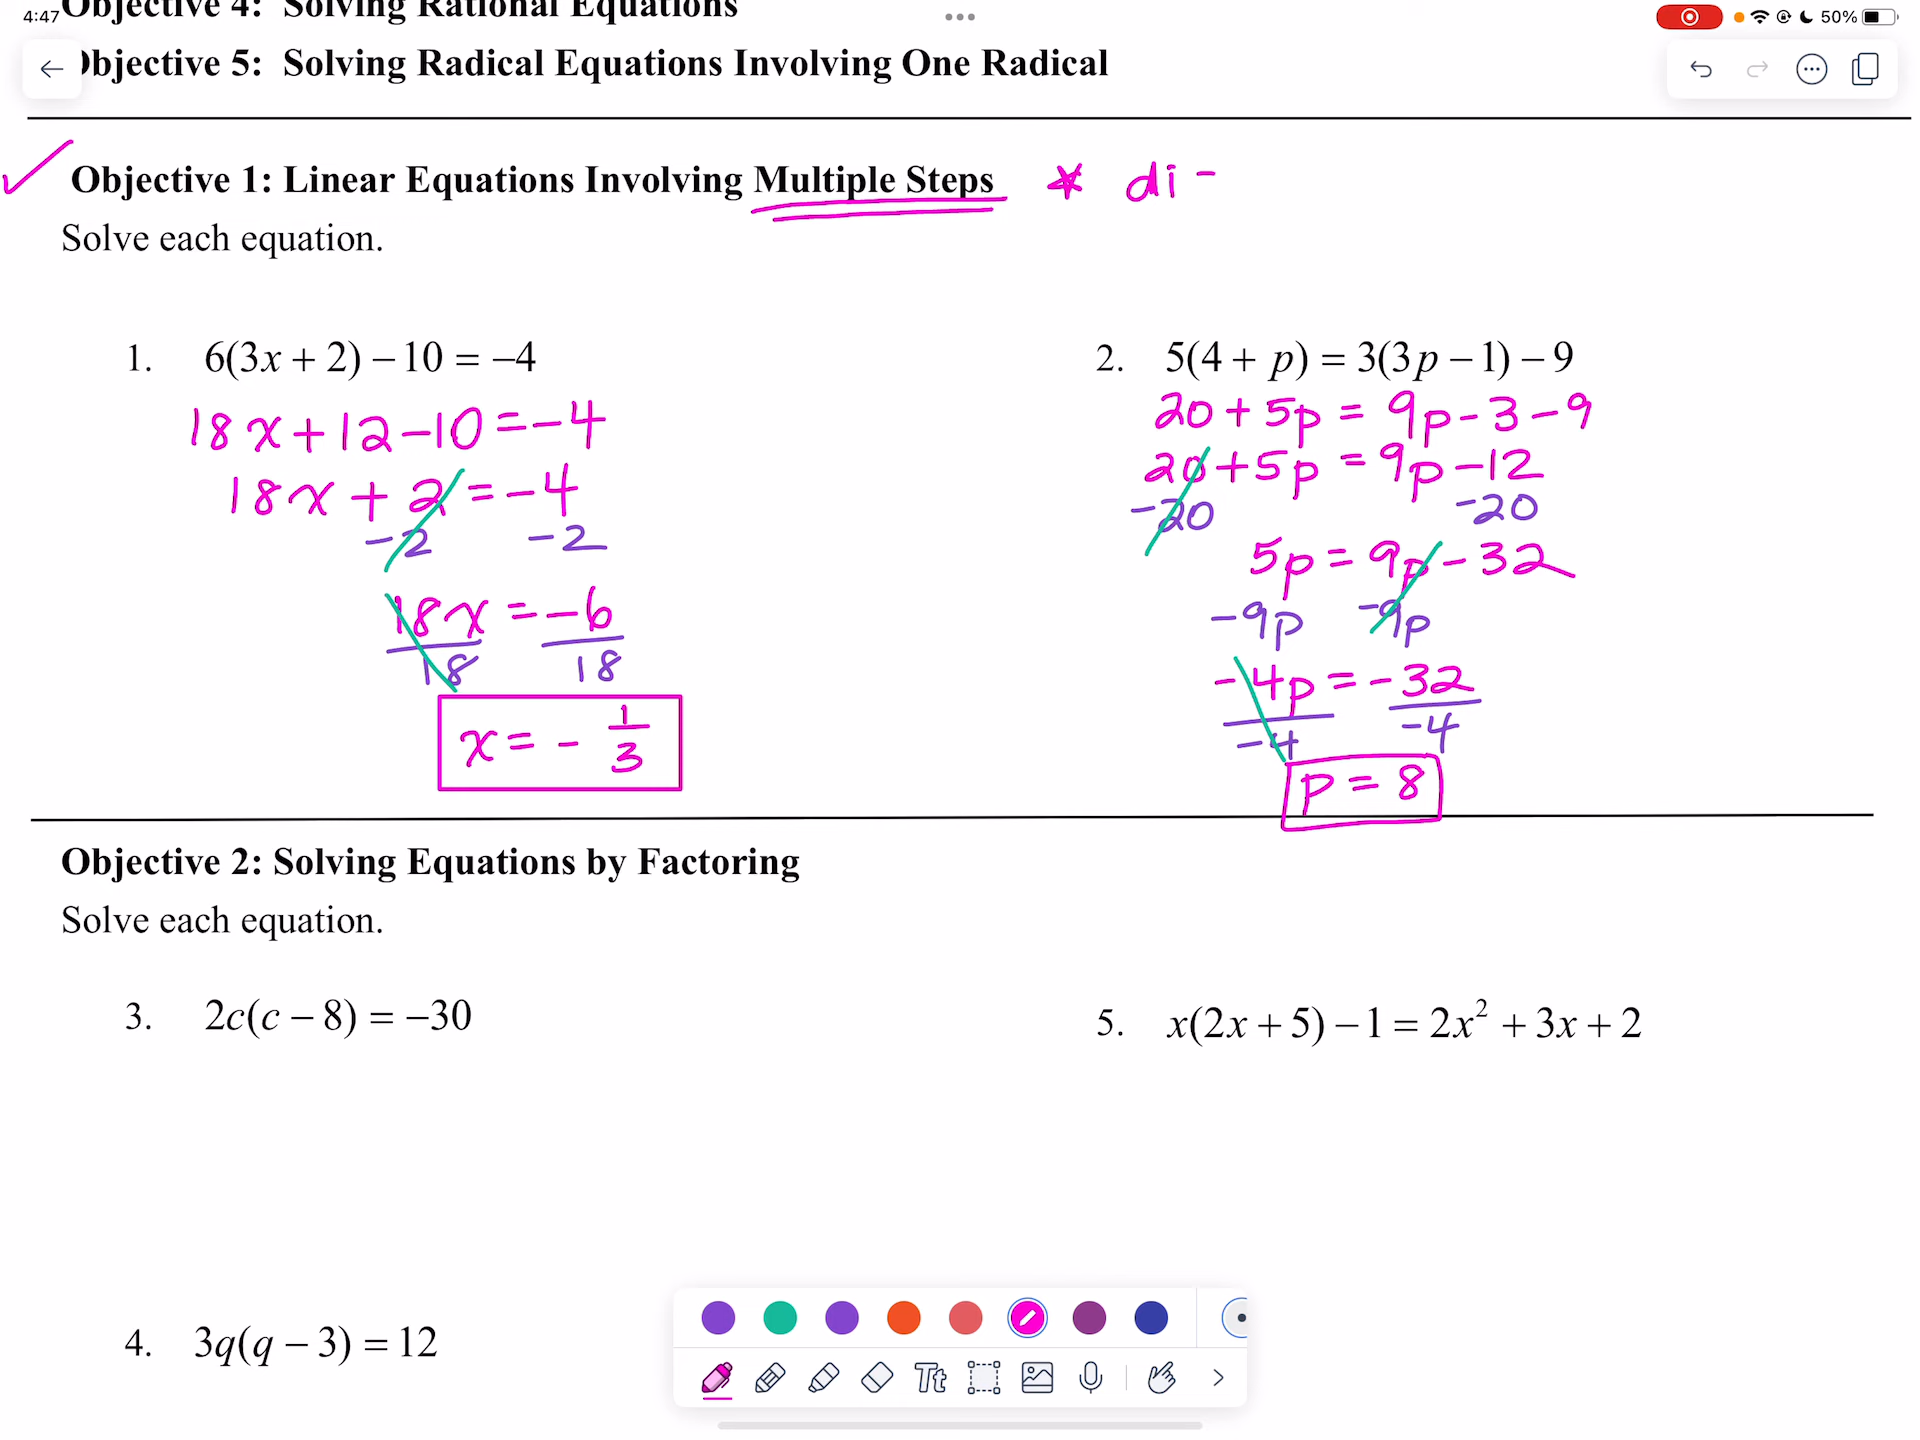 4:47
Objective 4: Solving Rational Equations
50%
Objective 5: Solving Radical Equations Involving One Radical
Objective 1: Linear Equations Involving Multiple Steps * di -
Solve each equation.
1. 6(3x + 2) − 10 = −4
18x + 12 − 10 = −4
18x + 2 = −4
−2 −2
18x = −6
18 18
x = − 1/3
2. 5(4 + p) = 3(3p − 1) − 9
20 + 5p = 9p − 3 − 9
20 + 5p = 9p − 12
−20 −20
5p = 9p − 32
−9p −9p
−4p = −32
−4 −4
p = 8
Objective 2: Solving Equations by Factoring
Solve each equation.
3. 2c(c − 8) = −30
5. x(2x + 5) − 1 = 2x² + 3x + 2
4. 3q(q − 3) = 12
Tt